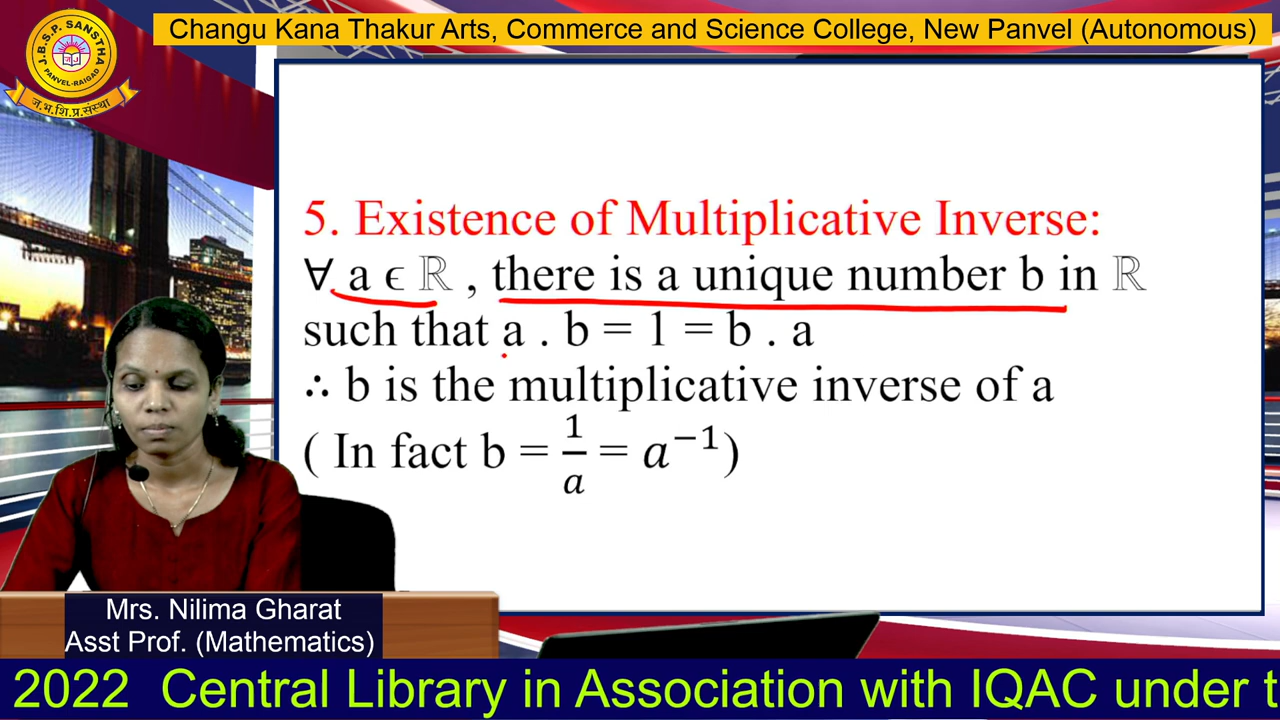 Changu Kana Thakur Arts, Commerce and Science College, New Panvel (Autonomous)
J.B.S.P. SANSTHA
PANVEL-RAIGAD
ज.भ.शि.प्र.संस्था
5. Existence of Multiplicative Inverse:
∀ a ϵ ℝ , there is a unique number b in ℝ
such that a . b = 1 = b . a
∴ b is the multiplicative inverse of a
( In fact b = 1/a = a⁻¹)
Mrs. Nilima Gharat
Asst Prof. (Mathematics)
2022 Central Library in Association with IQAC under t